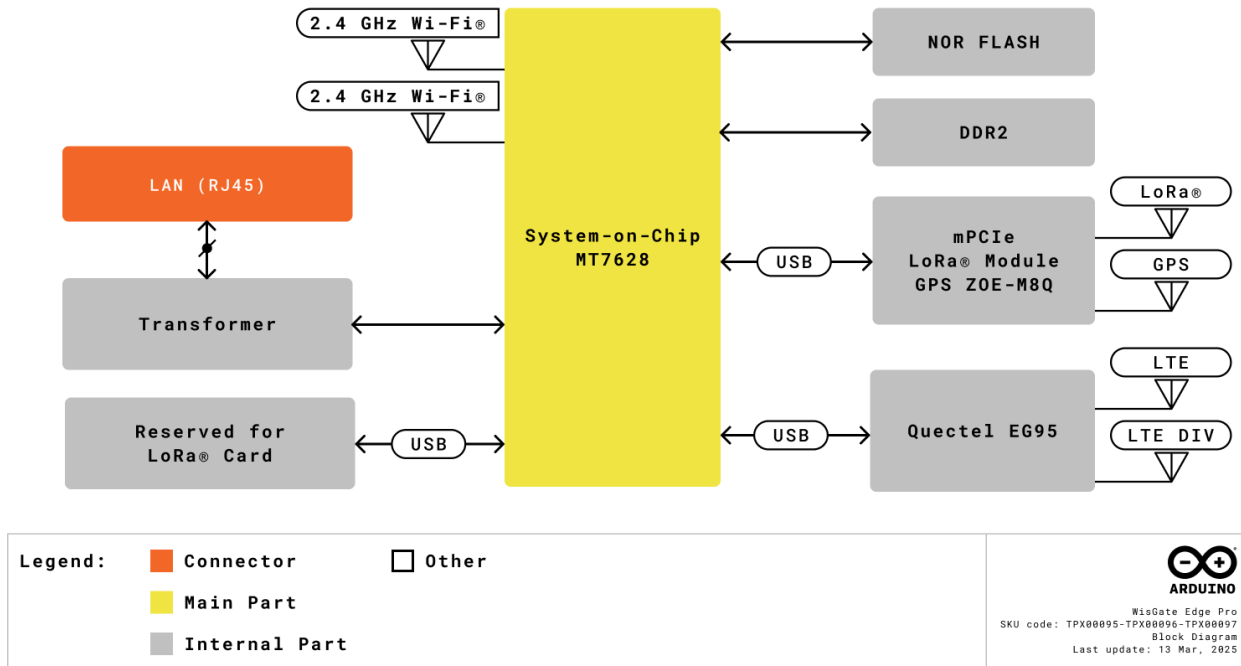 2.4 GHz Wi-Fi®
2.4 GHz Wi-Fi®
LAN (RJ45)
Transformer
Reserved for
LoRa® Card
USB
System-on-Chip
MT7628
NOR FLASH
DDR2
USB
mPCIe
LoRa® Module
GPS ZOE-M8Q
LoRa®
GPS
USB
Quectel EG95
LTE
LTE DIV
Legend:
Connector
Other
Main Part
Internal Part
ARDUINO
WisGate Edge Pro
SKU code: TPX00095-TPX00096-TPX00097
Block Diagram
Last update: 13 Mar, 2025